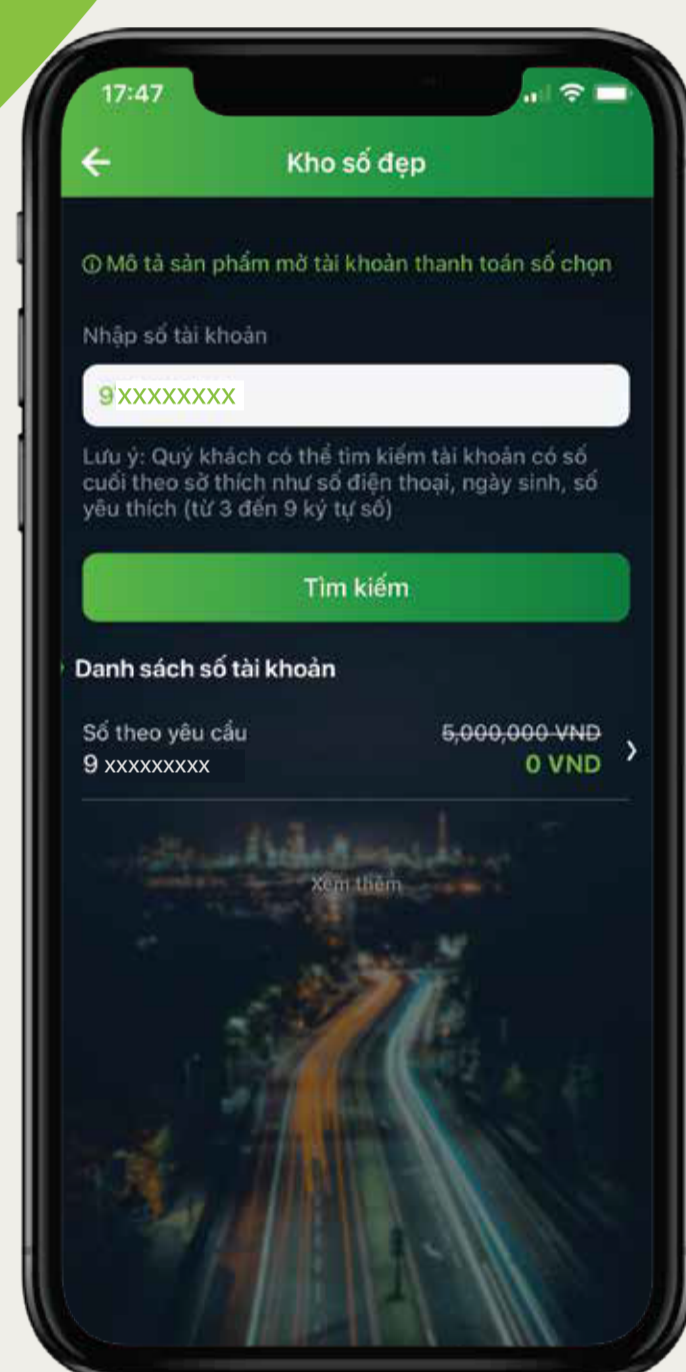 17:47
Kho số đẹp
Mô tả sản phẩm mở tài khoản thanh toán số chọn
Nhập số tài khoản
9'XXXXXXXXX
Lưu ý: Quý khách có thể tìm kiếm tài khoản có số
cuối theo sở thích như số điện thoại, ngày sinh, số
yêu thích (từ 3 đến 9 ký tự số)
Tìm kiếm
Danh sách số tài khoản
Số theo yêu cầu 5,000,000 VND
9 xxxxxxxxx 0 VND
Xem thêm